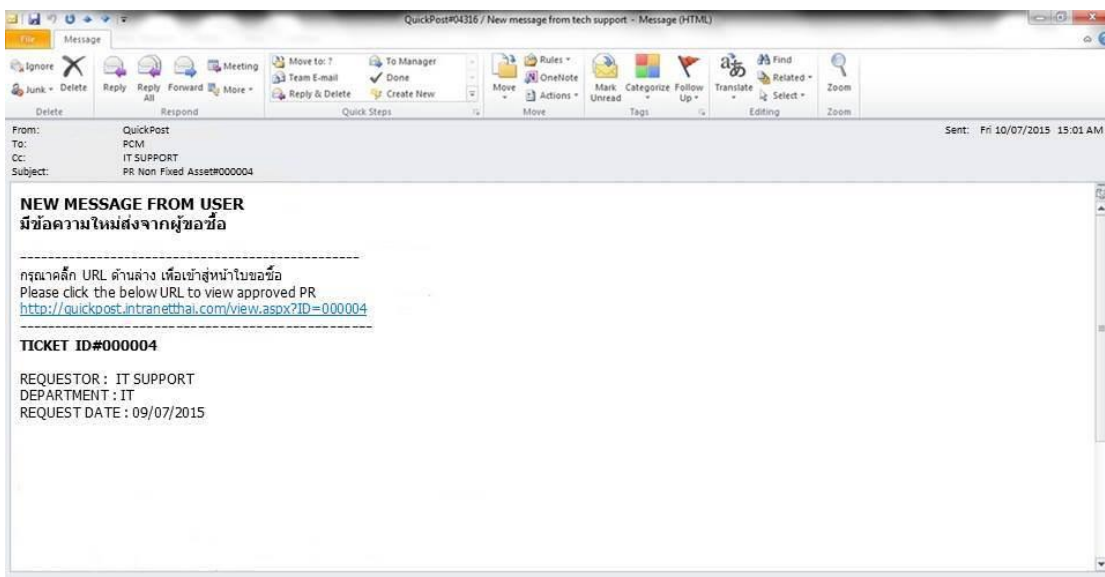 QuickPost#04316 / New message from tech support - Message (HTML)
File Message
Ignore
Junk
Delete
Reply
Reply All
Forward
Meeting
More
Move to: ?
Team E-mail
Reply & Delete
To Manager
Done
Create New
Move
Rules
OneNote
Actions
Mark Unread
Categorize
Follow Up
Translate
Find
Related
Select
Zoom
Delete Respond Quick Steps Move Tags Editing Zoom
From: QuickPost Sent: Fri 10/07/2015 15:01 AM
To: PCM
Cc: IT SUPPORT
Subject: PR Non Fixed Asset#000004
NEW MESSAGE FROM USER
มีข้อความใหม่ส่งจากผู้ขอซื้อ
------------------------------------------------
กรุณาคลิ๊ก URL ด้านล่าง เพื่อเข้าสู่หน้าใบขอซื้อ
Please click the below URL to view approved PR
http://quickpost.intranetthai.com/view.aspx?ID=000004
--------------------------------------------------
TICKET ID#000004
REQUESTOR : IT SUPPORT
DEPARTMENT : IT
REQUEST DATE : 09/07/2015